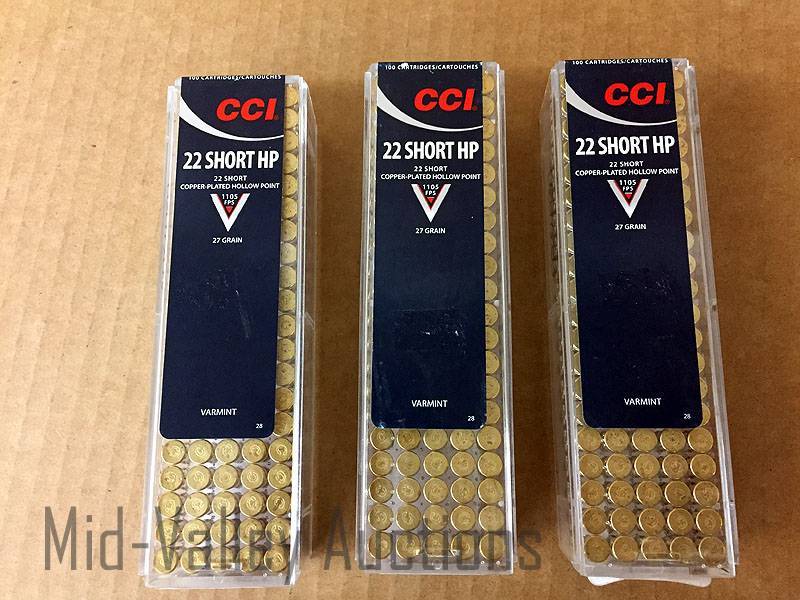 100 CARTRIDGES/CARTOUCHES
CCI
22 SHORT HP
22 SHORT
COPPER-PLATED HOLLOW POINT
1105
FPS
27 GRAIN
VARMINT
28
100 CARTRIDGES/CARTOUCHES
CCI
22 SHORT HP
22 SHORT
COPPER-PLATED HOLLOW POINT
1105
FPS
27 GRAIN
VARMINT
28
100 CARTRIDGES/CARTOUCHES
CCI
22 SHORT HP
22 SHORT
COPPER-PLATED HOLLOW POINT
1105
FPS
27 GRAIN
VARMINT
28
Mid-Valley Auctions